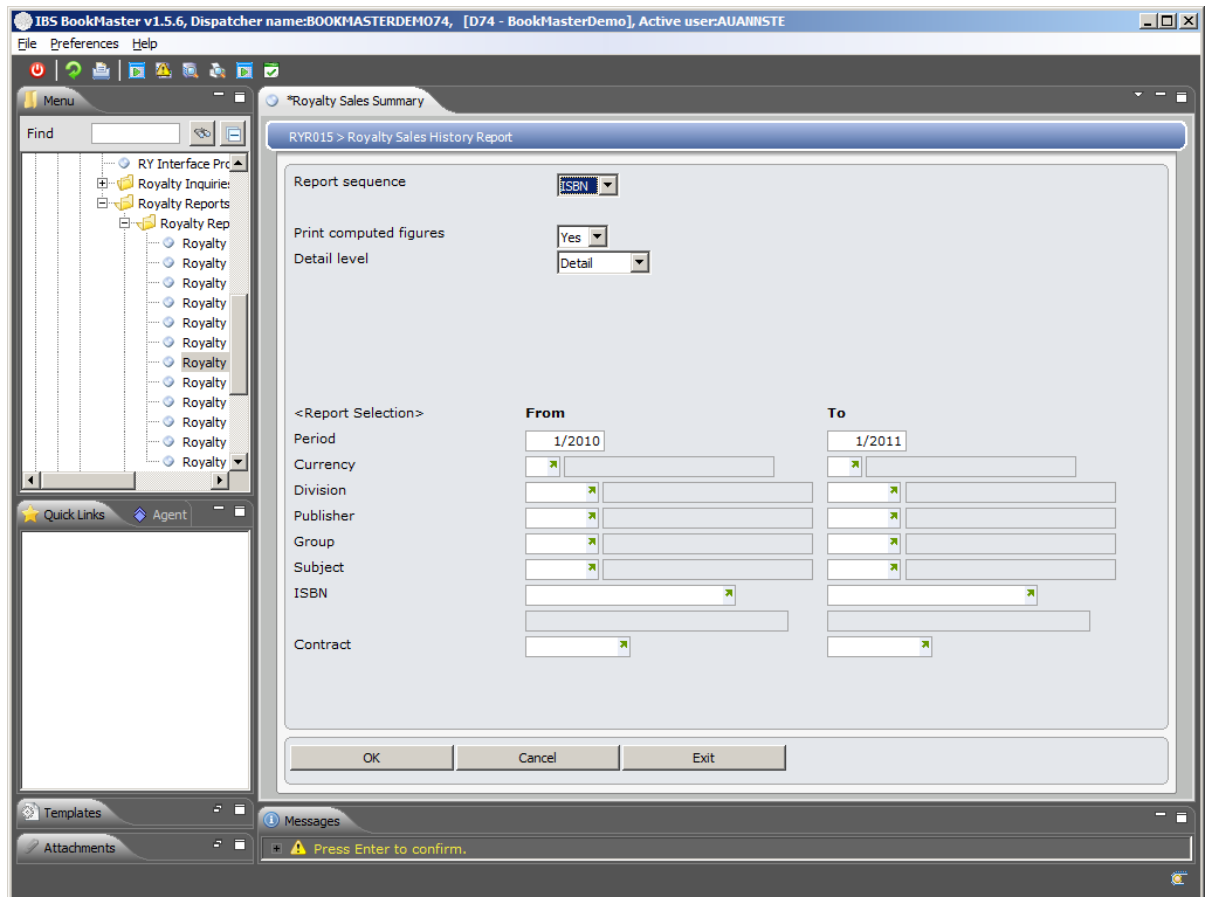 IBS BookMaster v1.5.6, Dispatcher name:BOOKMASTERDEMO74, [D74 - BookMasterDemo], Active user:AUANNSTE
File Preferences Help
Menu
Find
RY Interface Prc
Royalty Inquirie
Royalty Reports
Royalty Rep
Royalty
Royalty
Royalty
Royalty
Royalty
Royalty
Royalty
Royalty
Royalty
Royalty
Royalty
Royalty
Quick Links Agent
Templates
Attachments
*Royalty Sales Summary
RYR015 > Royalty Sales History Report
Report sequence ISBN
Print computed figures Yes
Detail level Detail
<Report Selection> From To
Period 1/2010 1/2011
Currency
Division
Publisher
Group
Subject
ISBN
Contract
OK Cancel Exit
Messages
Press Enter to confirm.